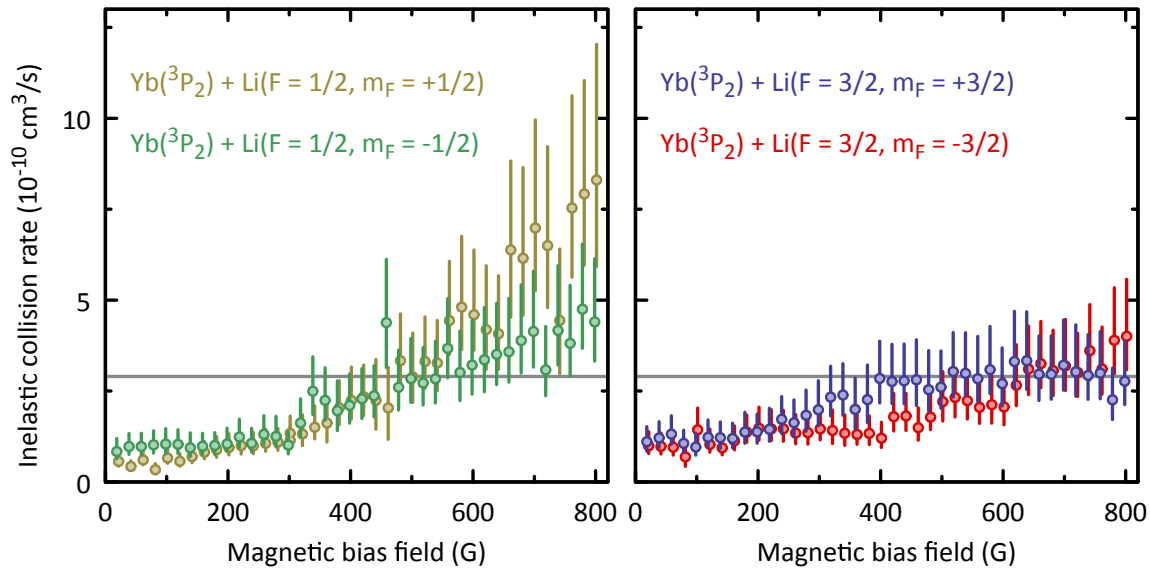 Inelastic collision rate (10⁻¹⁰ cm³/s)
10
5
0
Yb(³P₂) + Li(F = 1/2, m_F = +1/2)
Yb(³P₂) + Li(F = 1/2, m_F = -1/2)
0 200 400 600 800
Magnetic bias field (G)
Yb(³P₂) + Li(F = 3/2, m_F = +3/2)
Yb(³P₂) + Li(F = 3/2, m_F = -3/2)
0 200 400 600 800
Magnetic bias field (G)